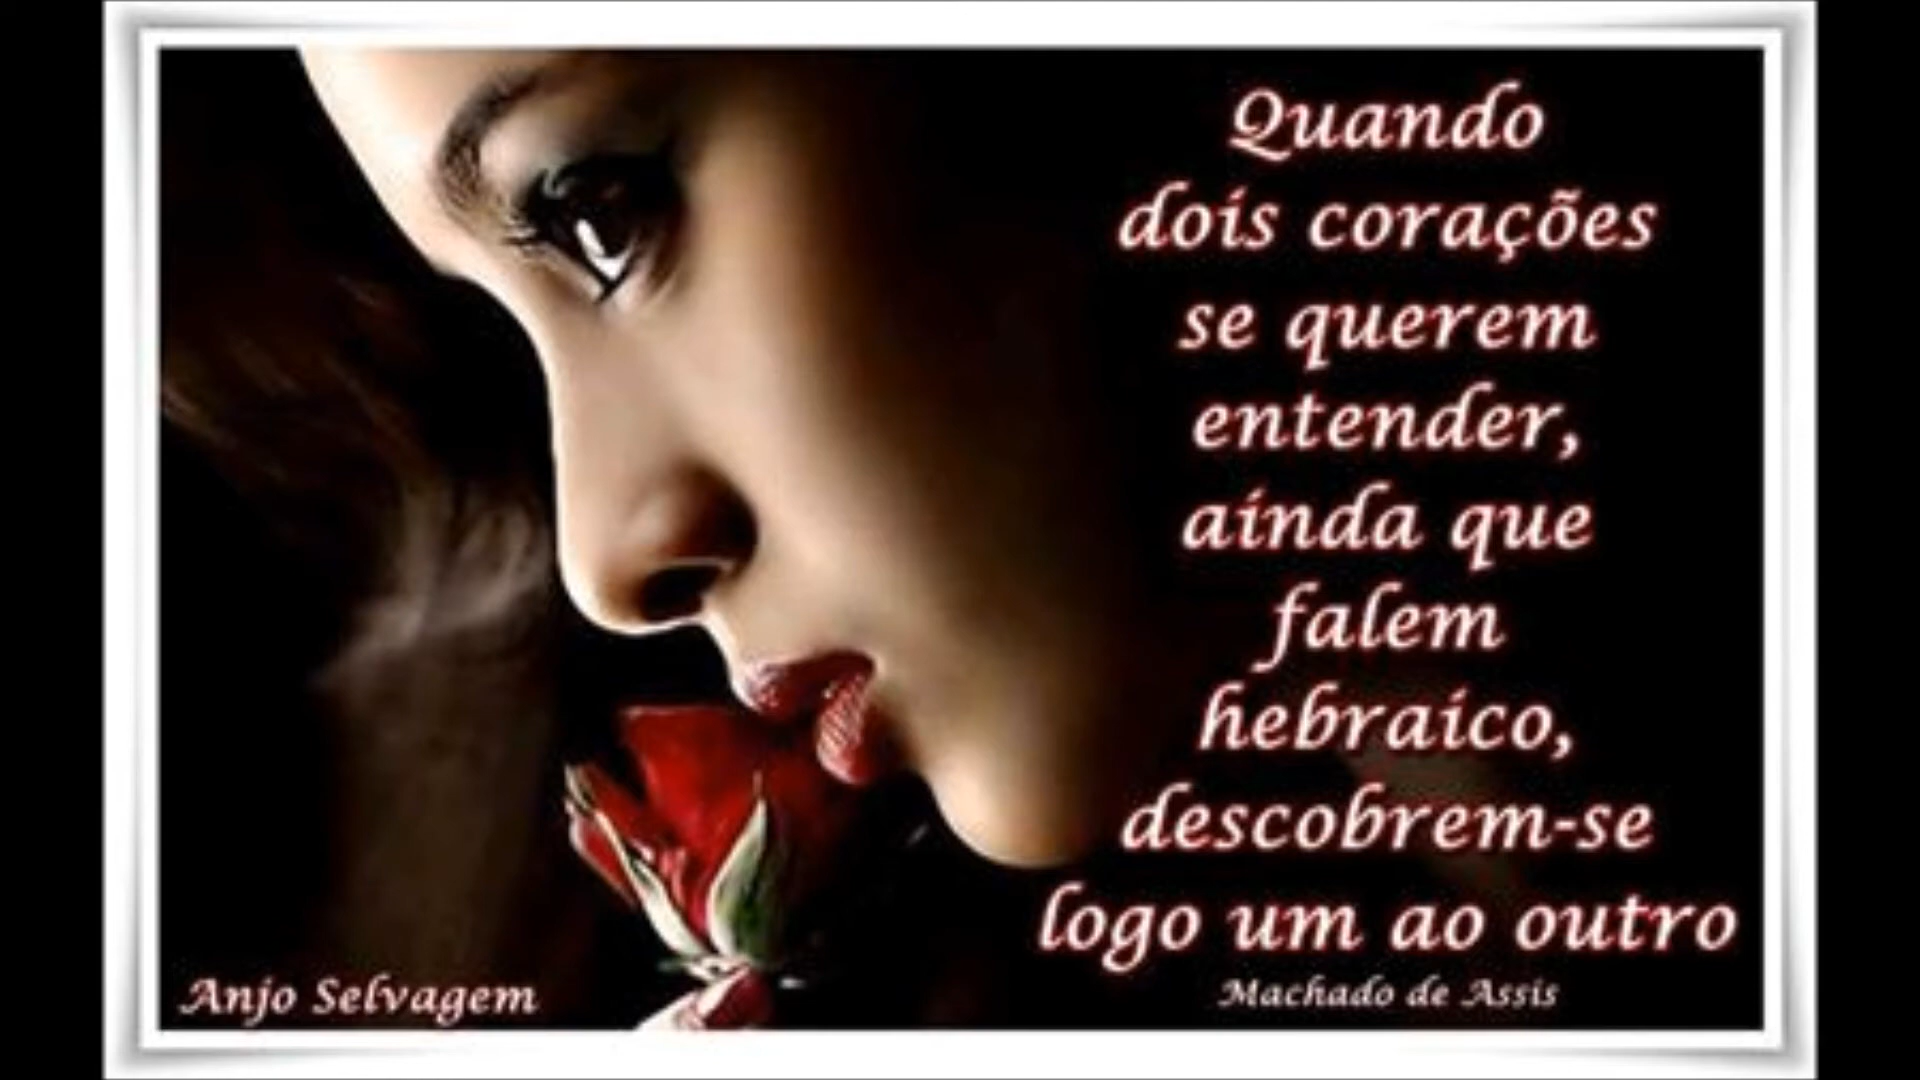 Quando
dois corações
se querem
entender,
ainda que
falem
hebraico,
descobrem-se
logo um ao outro
Machado de Assis
Anjo Selvagem